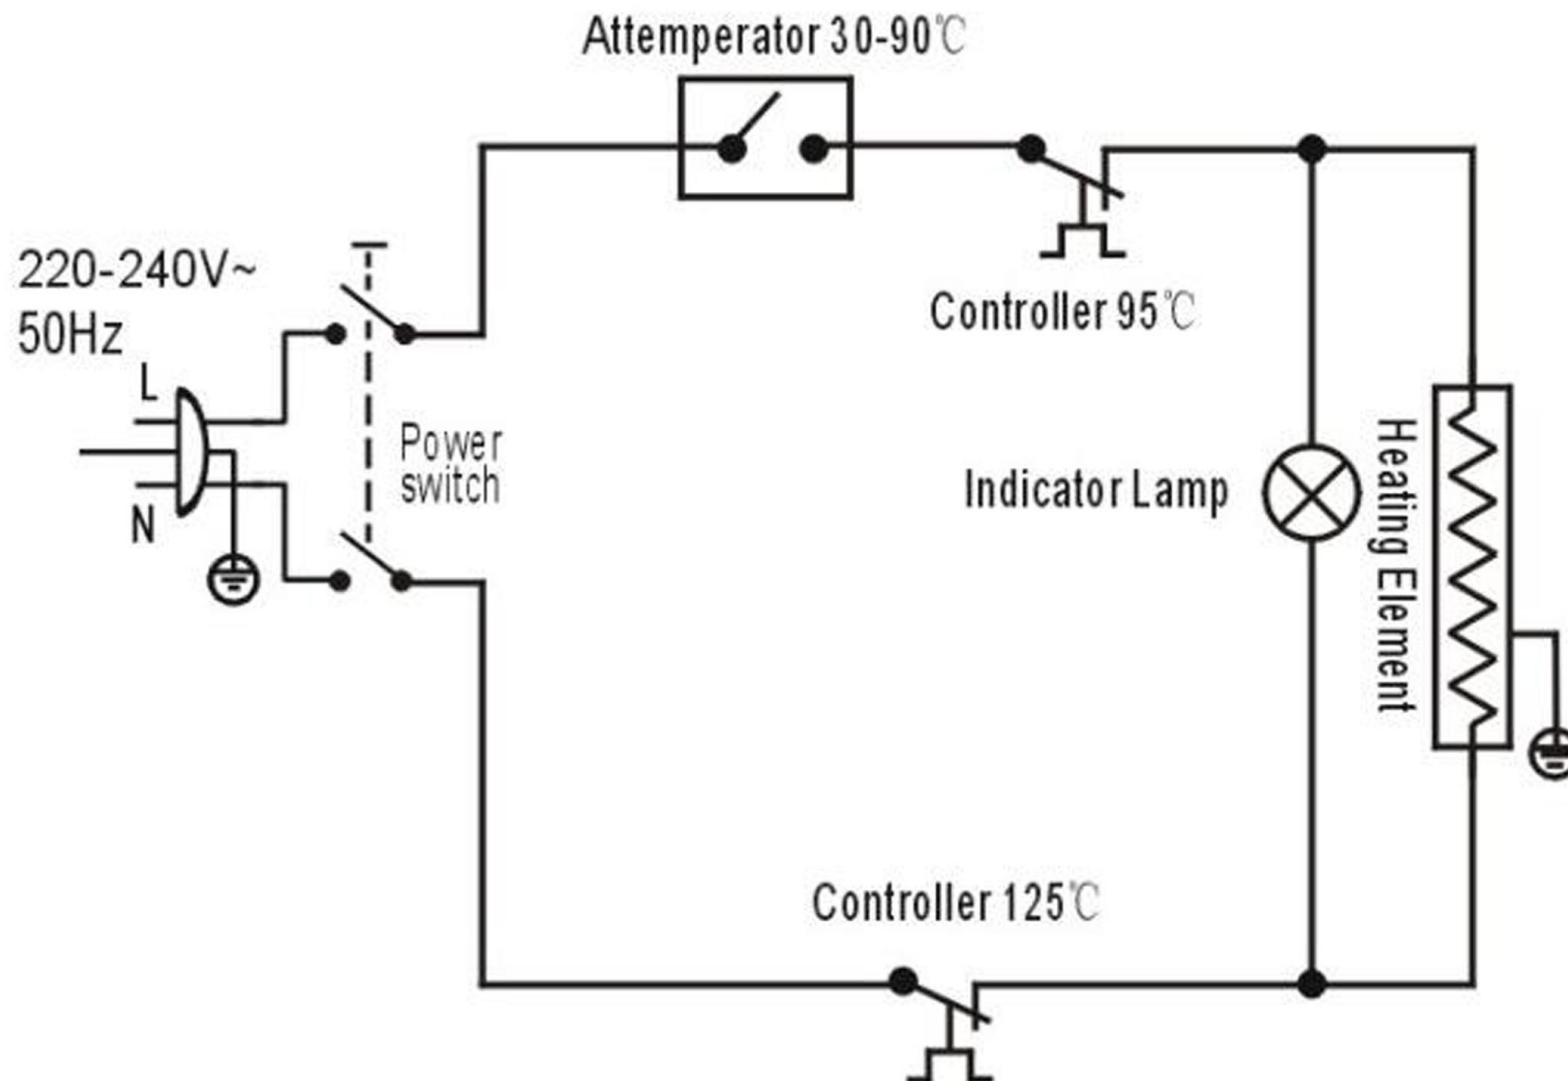 Attemperator 30-90℃
220-240V~
50Hz
L
N
Power
switch
Controller 95℃
Indicator Lamp
Heating Element
Controller 125℃